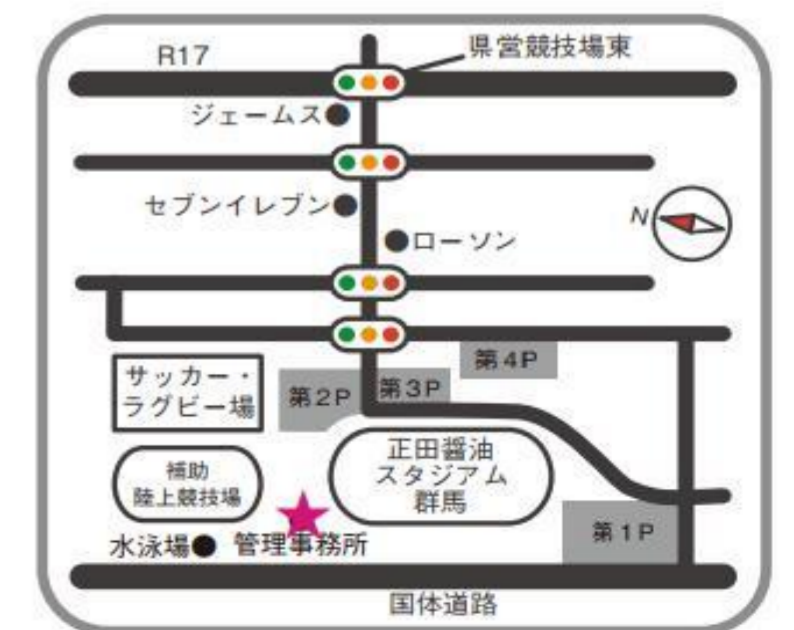 R17
県営競技場東
ジェームス
セブンイレブン
N
ローソン
第4P
サッカー・
ラグビー場
第2P
第3P
正田醤油
スタジアム
群馬
補助
陸上競技場
第1P
水泳場
管理事務所
国体道路